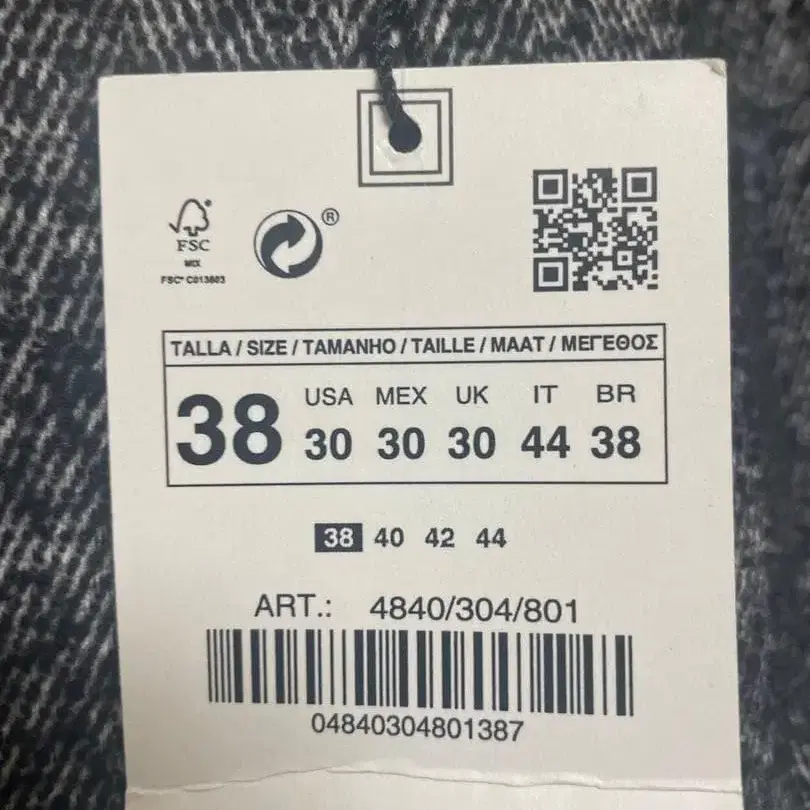 ®
FSC
MIX
FSC® C013803
TALLA / SIZE / TAMANHO / TAILLE / MAAT / ΜΕΓΕΘΟΣ
USA MEX UK IT BR
38 30 30 30 44 38
38 40 42 44
ART.: 4840/304/801
04840304801387